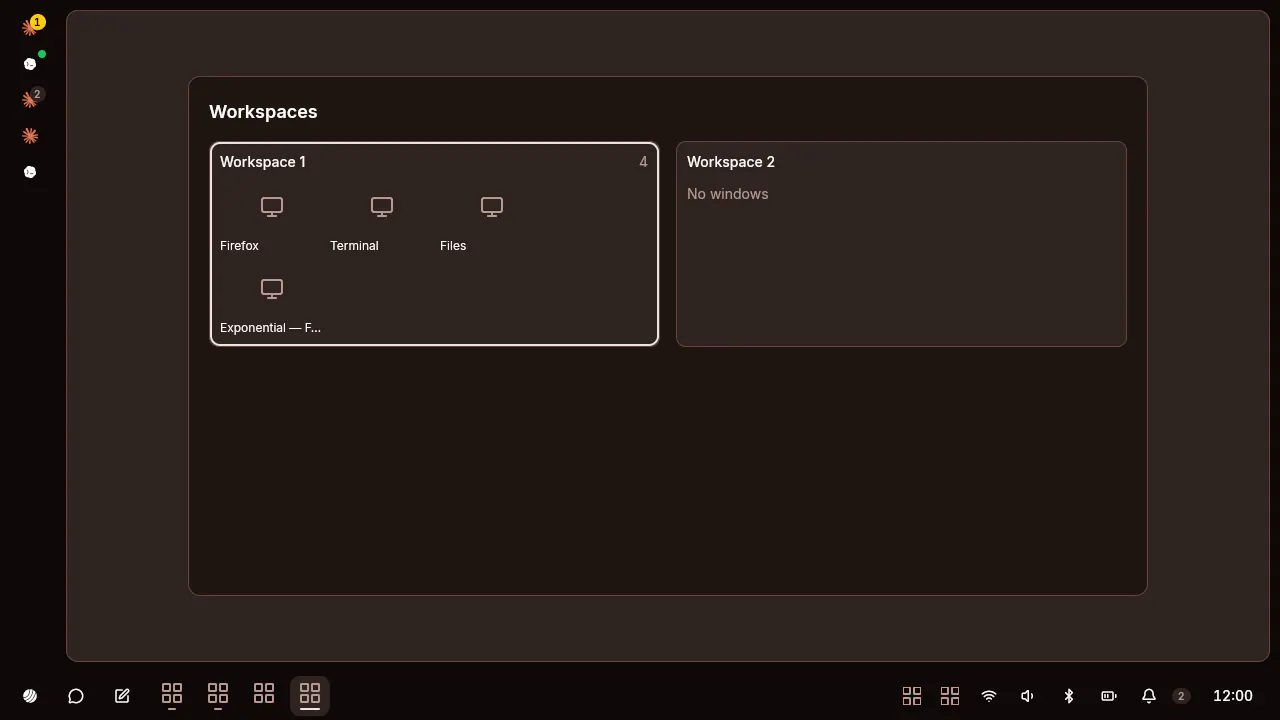 1
2
Workspaces
Workspace 1
4
Firefox
Terminal
Files
Exponential — F...
Workspace 2
No windows
2
12:00